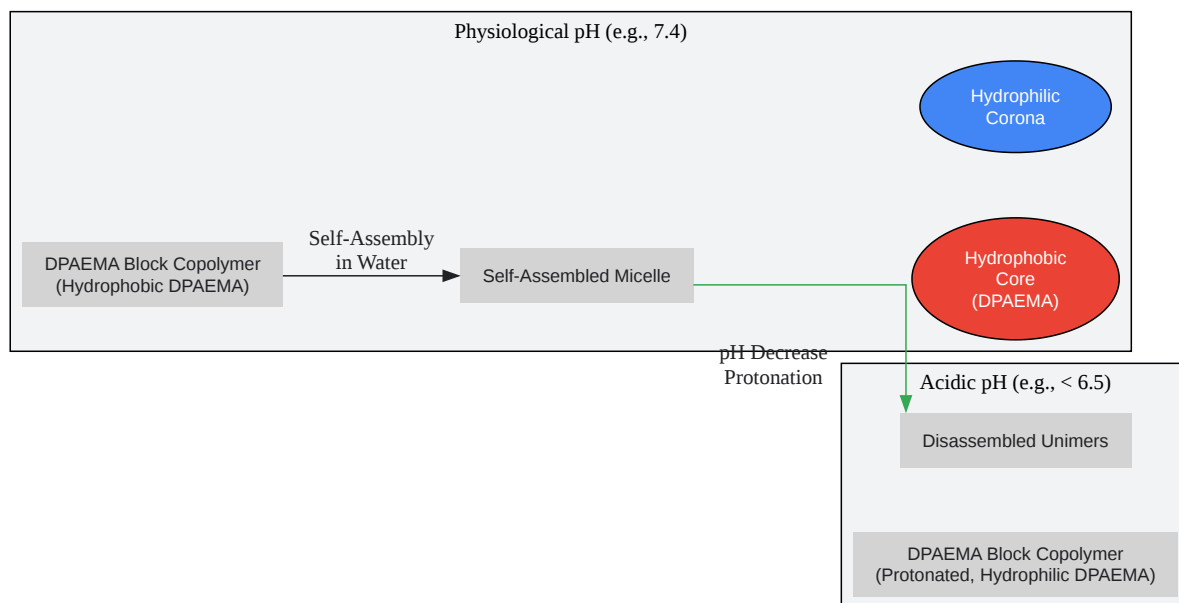 Physiological pH (e.g., 7.4)
Hydrophilic
Corona
DPAEMA Block Copolymer
(Hydrophobic DPAEMA)
Self-Assembly
in Water
Self-Assembled Micelle
Hydrophobic
Core
(DPAEMA)
pH Decrease
Protonation
Acidic pH (e.g., < 6.5)
Disassembled Unimers
DPAEMA Block Copolymer
(Protonated, Hydrophilic DPAEMA)